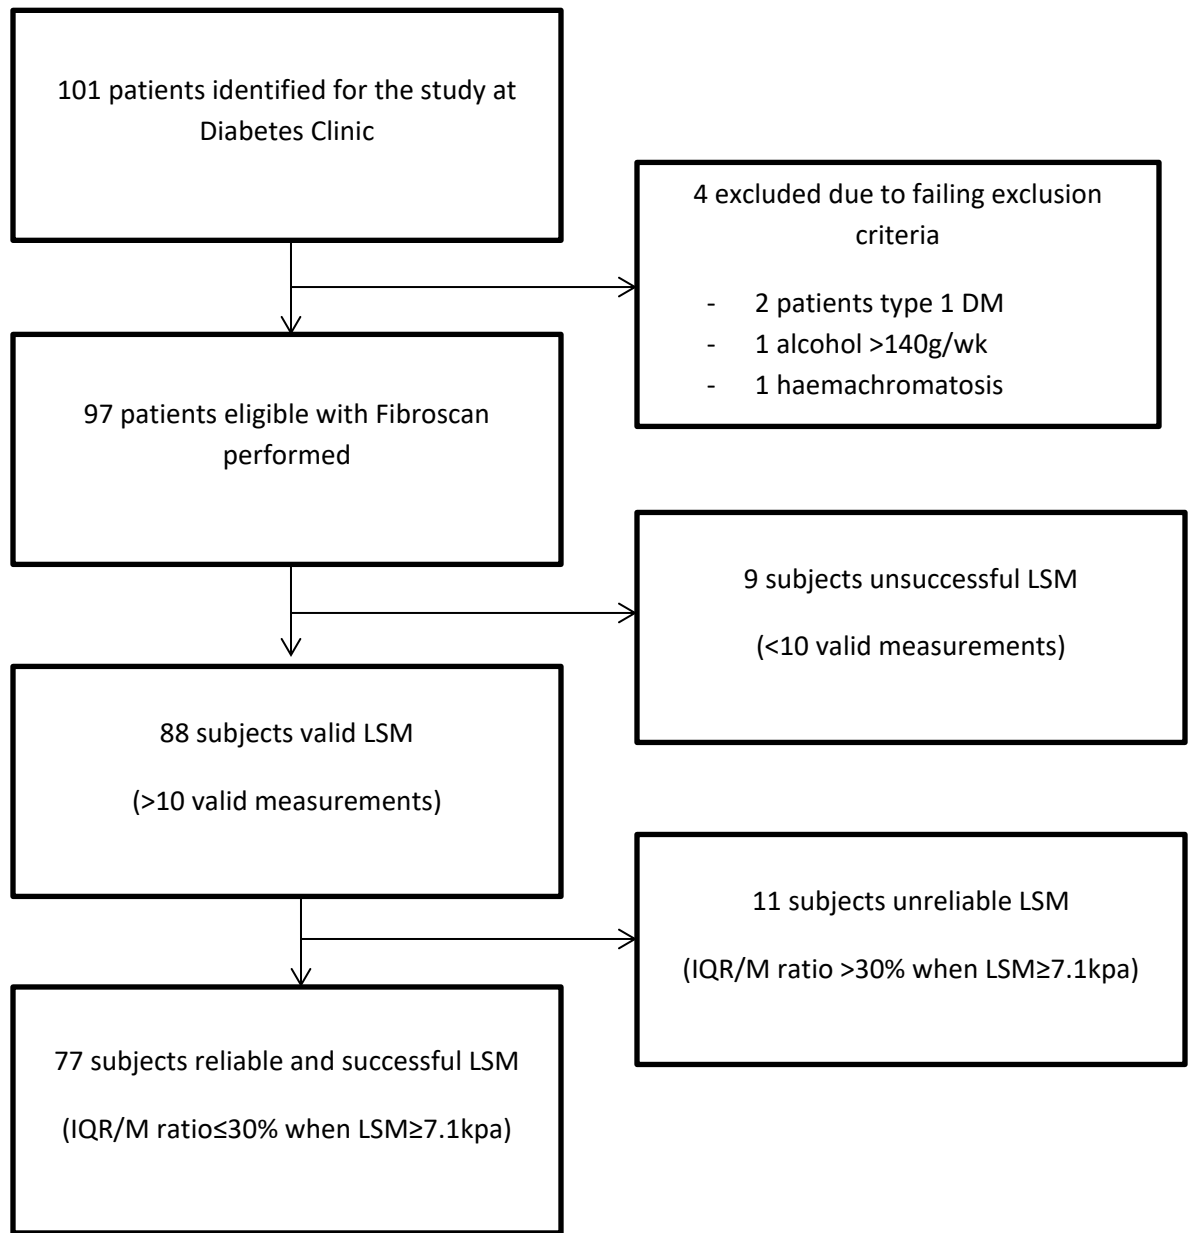 101 patients identified for the study at
Diabetes Clinic
4 excluded due to failing exclusion
criteria
- 2 patients type 1 DM
- 1 alcohol >140g/wk
- 1 haemachromatosis
97 patients eligible with Fibroscan
performed
9 subjects unsuccessful LSM
(<10 valid measurements)
88 subjects valid LSM
(>10 valid measurements)
11 subjects unreliable LSM
(IQR/M ratio >30% when LSM≥7.1kpa)
77 subjects reliable and successful LSM
(IQR/M ratio≤30% when LSM≥7.1kpa)